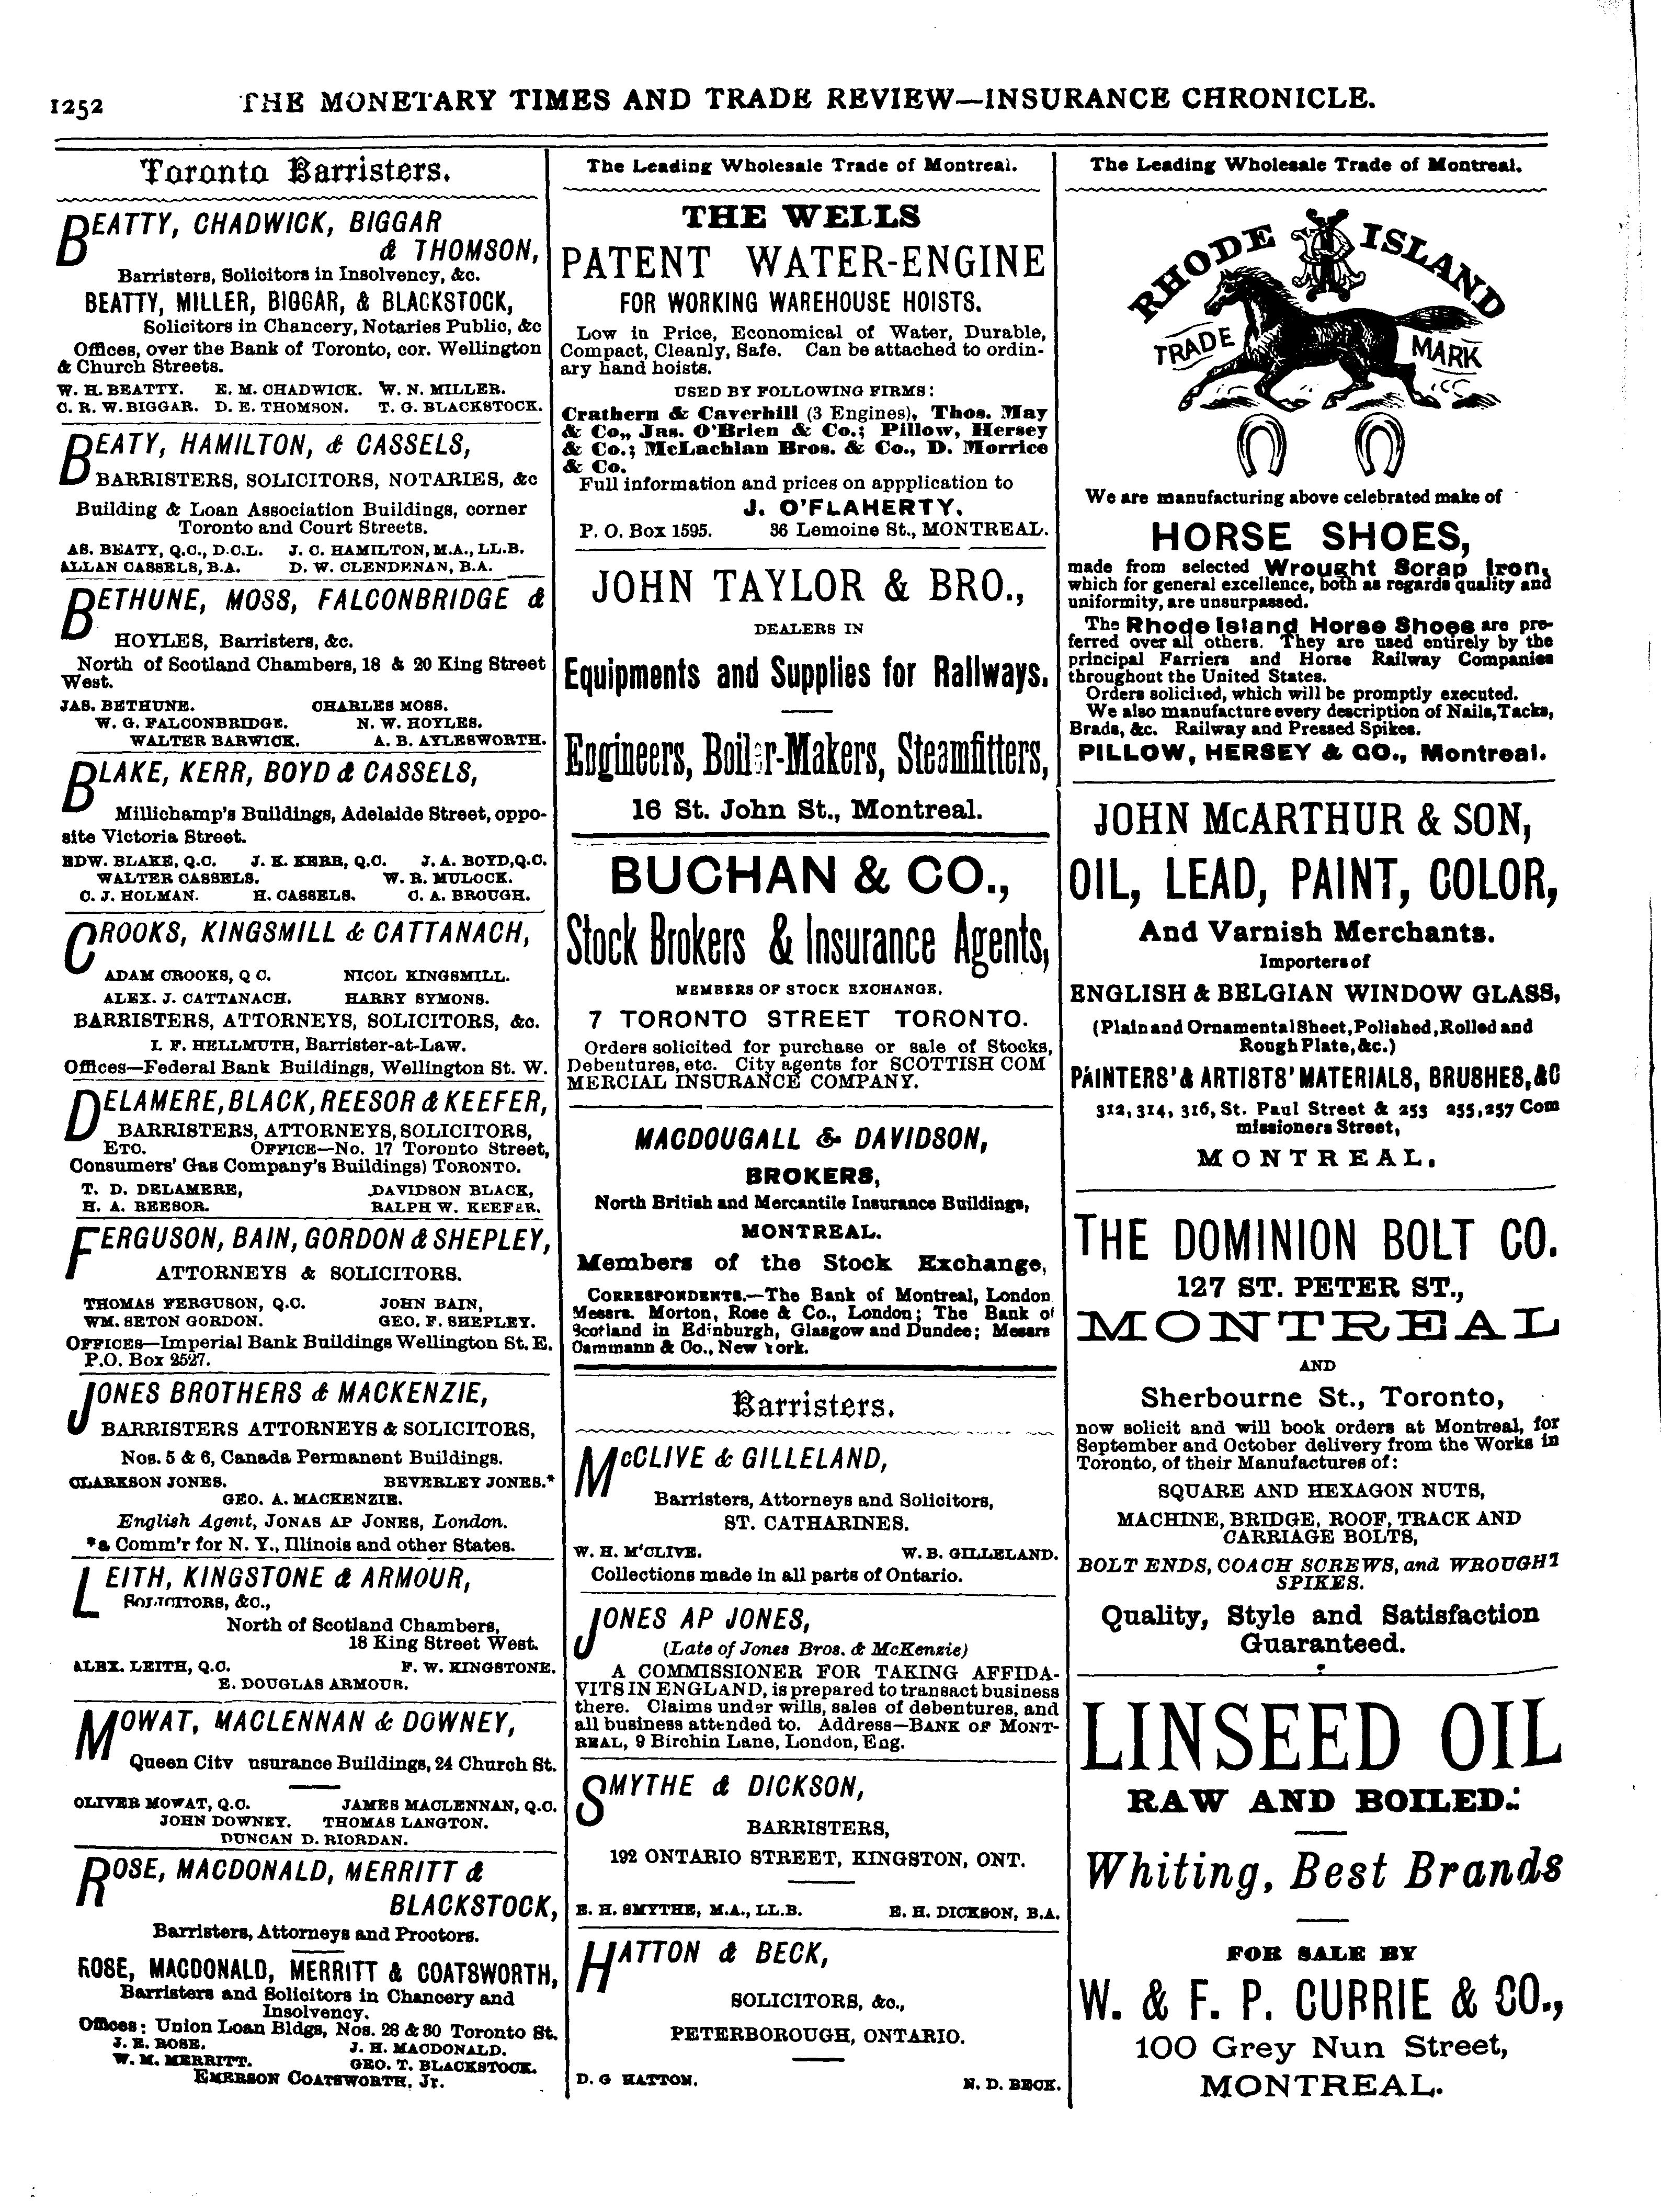 1252
THE MONETARY TIMES AND TRADE REVIEW—INSURANCE CHRONICLE.
Toronto Barristers.
BEATTY, CHADWICK, BIGGAR
& THOMSON,
Barristers, Solicitors in Insolvency, &c.
BEATTY, MILLER, BIGGAR, & BLACKSTOCK,
Solicitors in Chancery, Notaries Public, &c
Offices, over the Bank of Toronto, cor. Wellington
& Church Streets.
W. H. BEATTY. E. M. CHADWICK. W. N. MILLER.
C. R. W. BIGGAR. D. E. THOMSON. T. G. BLACKSTOCK.
BEATY, HAMILTON, & CASSELS,
BARRISTERS, SOLICITORS, NOTARIES, &c
Building & Loan Association Buildings, corner
Toronto and Court Streets.
AS. BEATY, Q.C., D.C.L. J. C. HAMILTON, M.A., LL.B.
ALLAN CASSELS, B.A. D. W. CLENDENAN, B.A.
BETHUNE, MOSS, FALCONBRIDGE &
HOYLES, Barristers, &c.
North of Scotland Chambers, 18 & 20 King Street
West.
JAS. BETHUNE. CHARLES MOSS.
W. G. FALCONBRIDGE. N. W. HOYLES.
WALTER BARWICK. A. B. AYLESWORTH.
BLAKE, KERR, BOYD & CASSELS,
Millichamp's Buildings, Adelaide Street, oppo-
site Victoria Street.
EDW. BLAKE, Q.C. J. K. KERR, Q.C. J. A. BOYD, Q.C.
WALTER CASSELS. W. R. MULOCK.
C. J. HOLMAN. H. CASSELS. C. A. BROUGH.
CROOKS, KINGSMILL & CATTANACH,
ADAM CROOKS, Q C. NICOL KINGSMILL.
ALEX. J. CATTANACH. HARRY SYMONS.
BARRISTERS, ATTORNEYS, SOLICITORS, &c.
I. F. HELLMUTH, Barrister-at-Law.
Offices—Federal Bank Buildings, Wellington St. W.
DELAMERE, BLACK, REESOR & KEEFER,
BARRISTERS, ATTORNEYS, SOLICITORS,
ETC. OFFICE—No. 17 Toronto Street,
Consumers' Gas Company's Buildings) TORONTO.
T. D. DELAMERE, DAVIDSON BLACK,
H. A. REESOR. RALPH W. KEEFER.
FERGUSON, BAIN, GORDON & SHEPLEY,
ATTORNEYS & SOLICITORS.
THOMAS FERGUSON, Q.C. JOHN BAIN,
WM. SETON GORDON. GEO. F. SHEPLEY.
OFFICES—Imperial Bank Buildings Wellington St. E.
P.O. Box 2527.
JONES BROTHERS & MACKENZIE,
BARRISTERS ATTORNEYS & SOLICITORS,
Nos. 5 & 6, Canada Permanent Buildings.
CLARKSON JONES. BEVERLEY JONES.*
GEO. A. MACKENZIE.
English Agent, JONAS AP JONES, London.
*a Comm'r for N. Y., Illinois and other States.
LEITH, KINGSTONE & ARMOUR,
SOLICITORS, &C.,
North of Scotland Chambers,
18 King Street West.
ALEX. LEITH, Q.C. F. W. KINGSTONE.
E. DOUGLAS ARMOUR.
MOWAT, MACLENNAN & DOWNEY,
Queen City nsurance Buildings, 24 Church St.
OLIVER MOWAT, Q.C. JAMES MACLENNAN, Q.C.
JOHN DOWNEY. THOMAS LANGTON.
DUNCAN D. RIORDAN.
ROSE, MACDONALD, MERRITT &
BLACKSTOCK,
Barristers, Attorneys and Proctors.
ROSE, MACDONALD, MERRITT & COATSWORTH,
Barristers and Solicitors in Chancery and
Insolvency.
Offices: Union Loan Bldgs, Nos. 28 & 30 Toronto St.
J. E. ROSE. J. H. MACDONALD.
W. M. MERRITT. GEO. T. BLACKSTOCK.
EMERSON COATSWORTH, Jr.
The Leading Wholesale Trade of Montreal.
THE WELLS
PATENT WATER-ENGINE
FOR WORKING WAREHOUSE HOISTS.
Low in Price, Economical of Water, Durable,
Compact, Cleanly, Safe. Can be attached to ordin-
ary hand hoists.
USED BY FOLLOWING FIRMS:
Crathern & Caverhill (3 Engines), Thos. May
& Co., Jas. O'Brien & Co.; Pillow, Hersey
& Co.; McLachlan Bros. & Co., D. Morrice
& Co.
Full information and prices on appplication to
J. O'FLAHERTY.
P. O. Box 1595. 36 Lemoine St., MONTREAL.
JOHN TAYLOR & BRO.,
DEALERS IN
Equipments and Supplies for Railways.
Engineers, Boiler-Makers, Steamfitters,
16 St. John St., Montreal.
BUCHAN & CO.,
Stock Brokers & Insurance Agents,
MEMBERS OF STOCK EXCHANGE.
7 TORONTO STREET TORONTO.
Orders solicited for purchase or sale of Stocks,
Debentures, etc. City agents for SCOTTISH COM
MERCIAL INSURANCE COMPANY.
MACDOUGALL & DAVIDSON,
BROKERS,
North British and Mercantile Insurance Buildings,
MONTREAL.
Members of the Stock Exchange,
CORRESPONDENTS.—The Bank of Montreal, London
Messrs. Morton, Rose & Co., London; The Bank of
Scotland in Edinburgh, Glasgow and Dundee; Messrs
Cammann & Co., New York.
Barristers.
McCLIVE & GILLELAND,
Barristers, Attorneys and Solicitors,
ST. CATHARINES.
W. H. M'CLIVE. W. B. GILLELAND.
Collections made in all parts of Ontario.
JONES AP JONES,
(Late of Jones Bros. & McKenzie)
A COMMISSIONER FOR TAKING AFFIDA-
VITS IN ENGLAND, is prepared to transact business
there. Claims under wills, sales of debentures, and
all business attended to. Address—BANK OF MONT-
REAL, 9 Birchin Lane, London, Eng.
SMYTHE & DICKSON,
BARRISTERS,
192 ONTARIO STREET, KINGSTON, ONT.
E. H. SMYTHE, M.A., LL.B. E. H. DICKSON, B.A.
HATTON & BECK,
SOLICITORS, &c.,
PETERBOROUGH, ONTARIO.
D. G HATTON. N. D. BECK.
The Leading Wholesale Trade of Montreal.
RHODE ISLAND
TRADE MARK
We are manufacturing above celebrated make of
HORSE SHOES,
made from selected Wrought Scrap Iron,
which for general excellence, both as regards quality and
uniformity, are unsurpassed.
The Rhode Island Horse Shoes are pre-
ferred over all others. They are used entirely by the
principal Farriers and Horse Railway Companies
throughout the United States.
Orders solicited, which will be promptly executed.
We also manufacture every description of Nails, Tacks,
Brads, &c. Railway and Pressed Spikes.
PILLOW, HERSEY & CO., Montreal.
JOHN McARTHUR & SON,
OIL, LEAD, PAINT, COLOR,
And Varnish Merchants.
Importers of
ENGLISH & BELGIAN WINDOW GLASS,
(Plain and Ornamental Sheet, Polished, Rolled and
Rough Plate, &c.)
PAINTERS' & ARTISTS' MATERIALS, BRUSHES, &C
312, 314, 316, St. Paul Street & 253 255, 257 Com
missioners Street,
MONTREAL.
THE DOMINION BOLT CO.
127 ST. PETER ST.,
MONTREAL
AND
Sherbourne St., Toronto,
now solicit and will book orders at Montreal, for
September and October delivery from the Works in
Toronto, of their Manufactures of:
SQUARE AND HEXAGON NUTS,
MACHINE, BRIDGE, ROOF, TRACK AND
CARRIAGE BOLTS,
BOLT ENDS, COACH SCREWS, and WROUGHT
SPIKES.
Quality, Style and Satisfaction
Guaranteed.
LINSEED OIL
RAW AND BOILED.
Whiting, Best Brands
FOR SALE BY
W. & F. P. CURRIE & CO.,
100 Grey Nun Street,
MONTREAL.